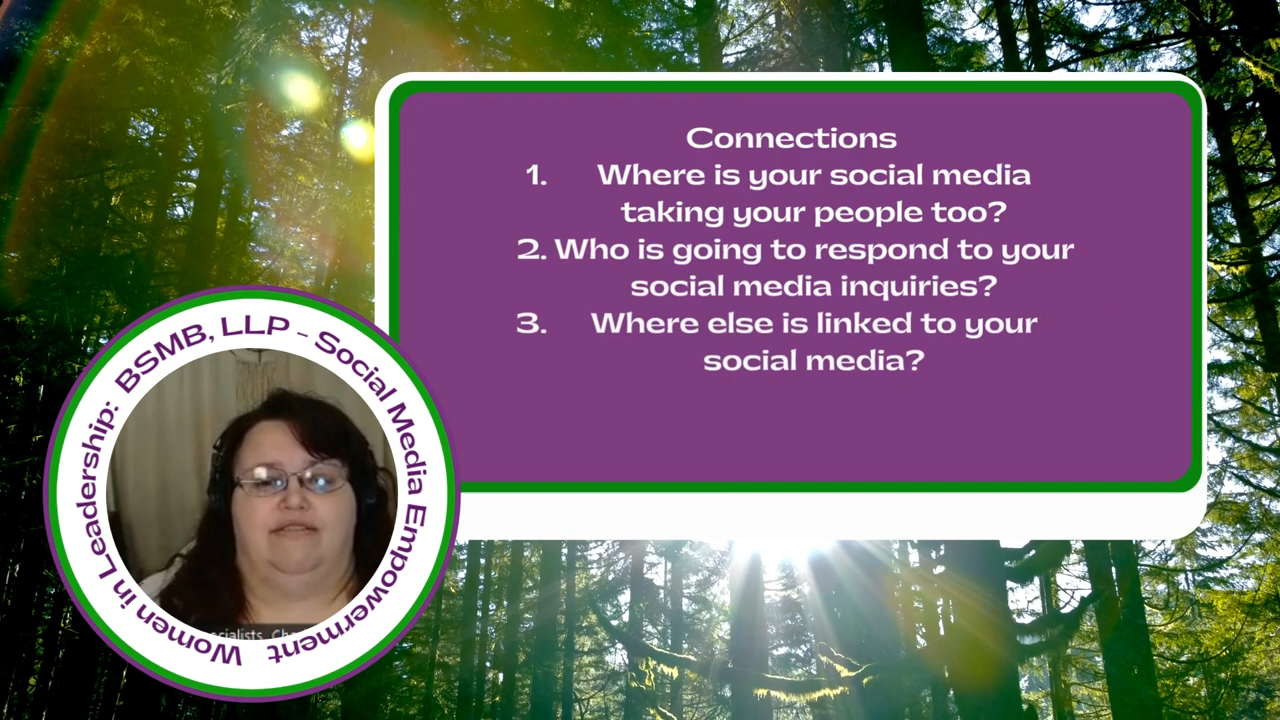 Connections
1. Where is your social media
taking your people too?
2. Who is going to respond to your
social media inquiries?
3. Where else is linked to your
social media?
Women in Leadership: BSMB, LLP - Social Media Empowerment